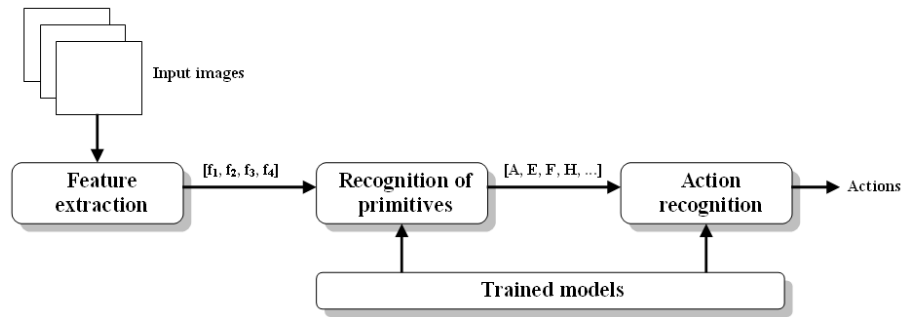 Input images
[f₁, f₂, f₃, f₄]
[A, E, F, H, ...]
Feature
extraction
Recognition of
primitives
Action
recognition
Actions
Trained models